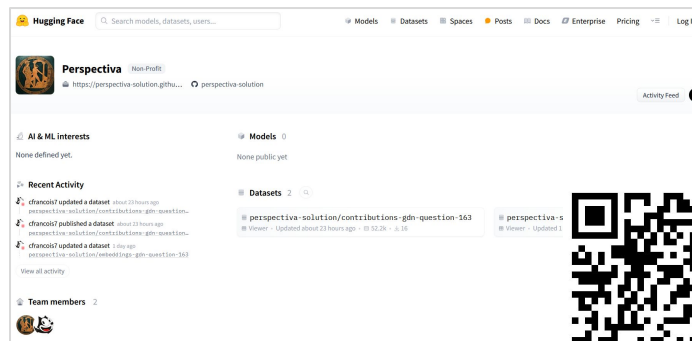 Hugging Face
Search models, datasets, users...
Models
Datasets
Spaces
Posts
Docs
Enterprise
Pricing
Log
Perspectiva
Non-Profit
https://perspectiva-solution.githu...
perspectiva-solution
Activity Feed
AI & ML interests
None defined yet.
Recent Activity
cfrancois7 updated a dataset about 23 hours ago
perspectiva-solution/contributions-gdn-question…
cfrancois7 published a dataset about 23 hours ago
perspectiva-solution/contributions-gdn-question…
cfrancois7 updated a dataset 1 day ago
perspectiva-solution/embeddings-gdn-question-163
View all activity
Team members 2
Models 0
None public yet
Datasets 2
perspectiva-solution/contributions-gdn-question-163
Viewer • Updated about 23 hours ago • 52.2k • 16
perspectiva-s
Viewer • Updated 1